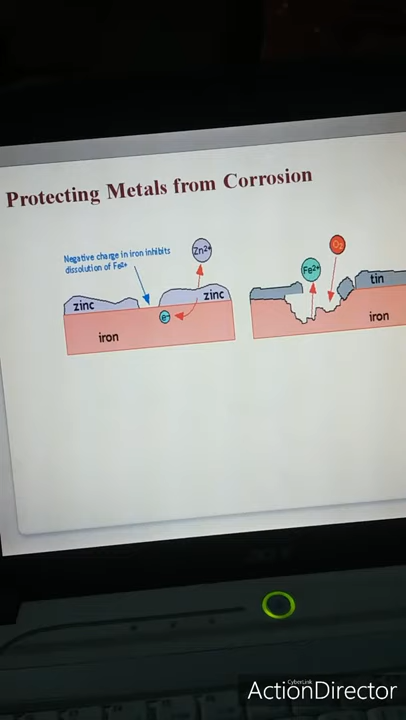 Protecting Metals from Corrosion
Negative charge in iron inhibits
dissolution of Fe²⁺
Zn²⁺
zinc
zinc
e⁻
iron
Fe²⁺
O₂
tin
iron
CyberLink
ActionDirector